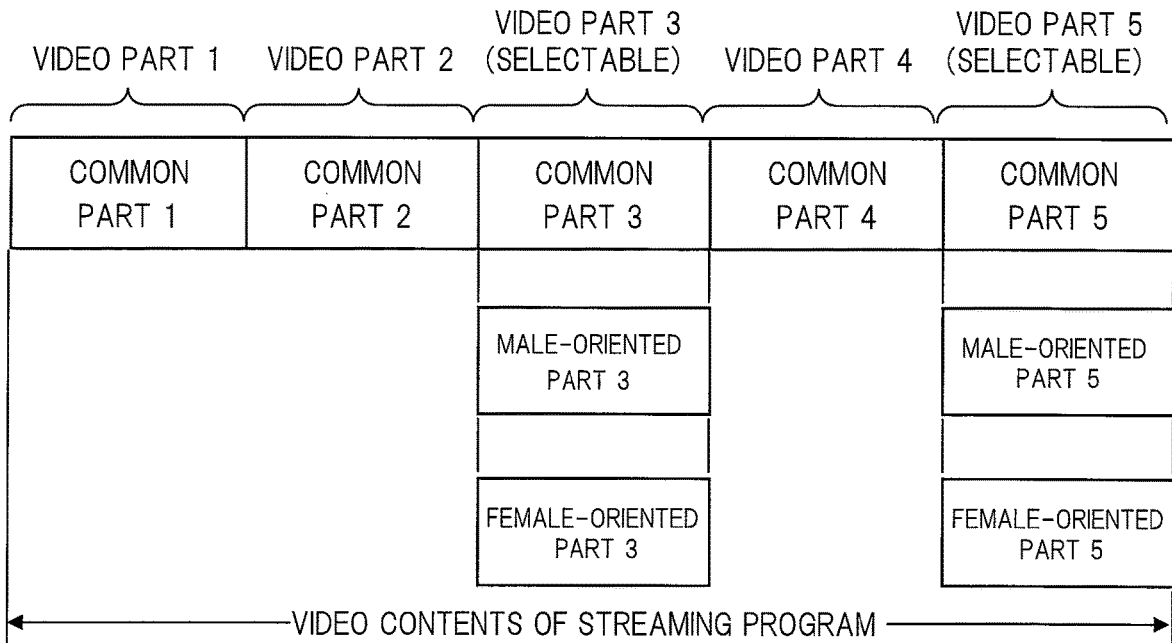 VIDEO PART 1
VIDEO PART 2
VIDEO PART 3
(SELECTABLE)
VIDEO PART 4
VIDEO PART 5
(SELECTABLE)
COMMON
PART 1
COMMON
PART 2
COMMON
PART 3
COMMON
PART 4
COMMON
PART 5
MALE-ORIENTED
PART 3
MALE-ORIENTED
PART 5
FEMALE-ORIENTED
PART 3
FEMALE-ORIENTED
PART 5
VIDEO CONTENTS OF STREAMING PROGRAM